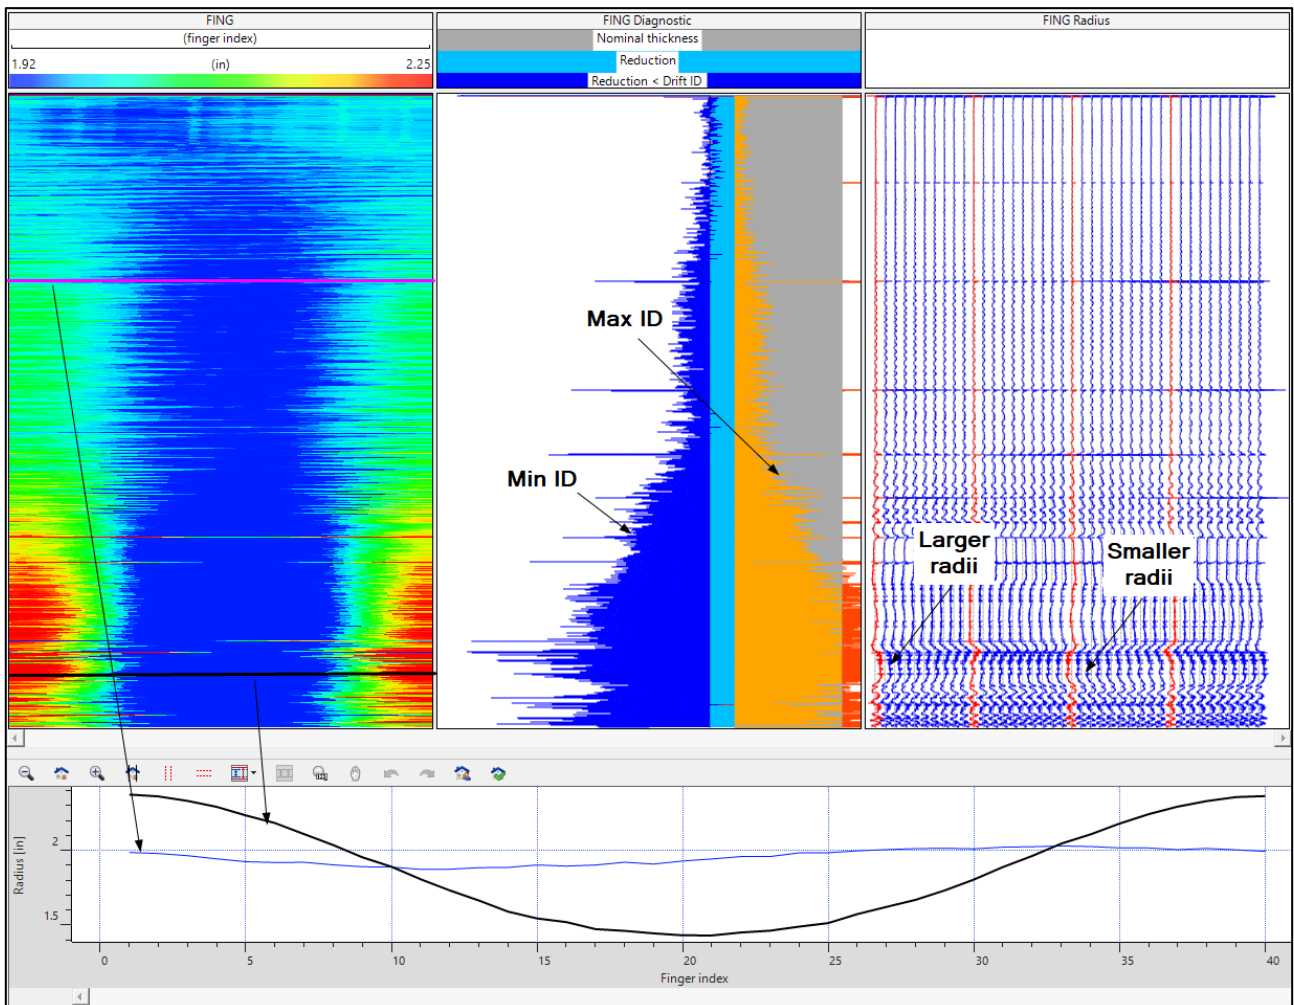 FING
FING Diagnostic
FING Radius
(finger index)
Nominal thickness
1.92
(in)
2.25
Reduction
Reduction < Drift ID
Max ID
Min ID
Larger
radii
Smaller
radii
2
1.5
Radius [in]
0
5
10
15
20
25
30
35
40
Finger index